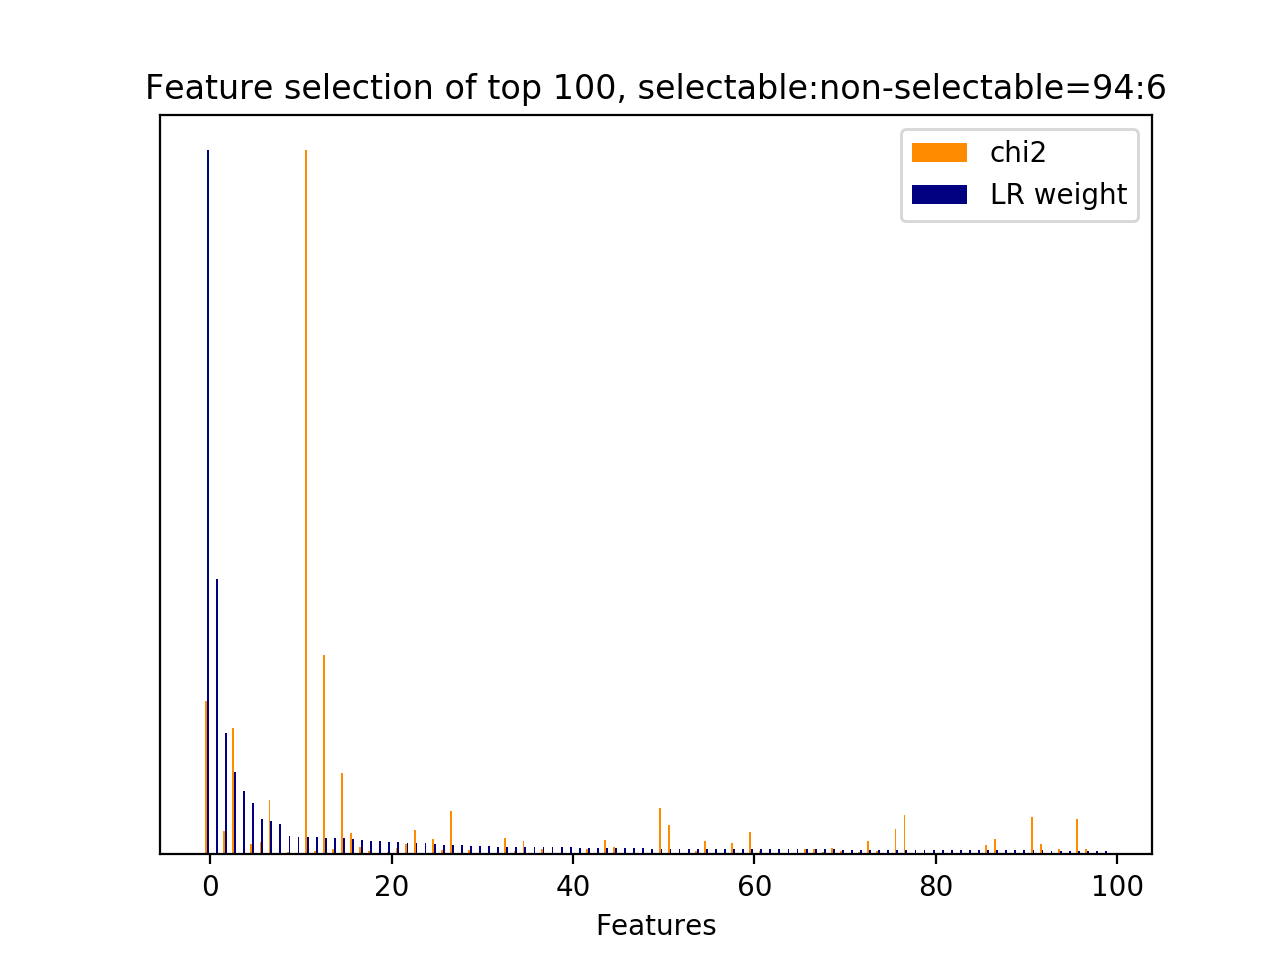 Feature selection of top 100, selectable:non-selectable=94:6
chi2
LR weight
0 20 40 60 80 100
Features